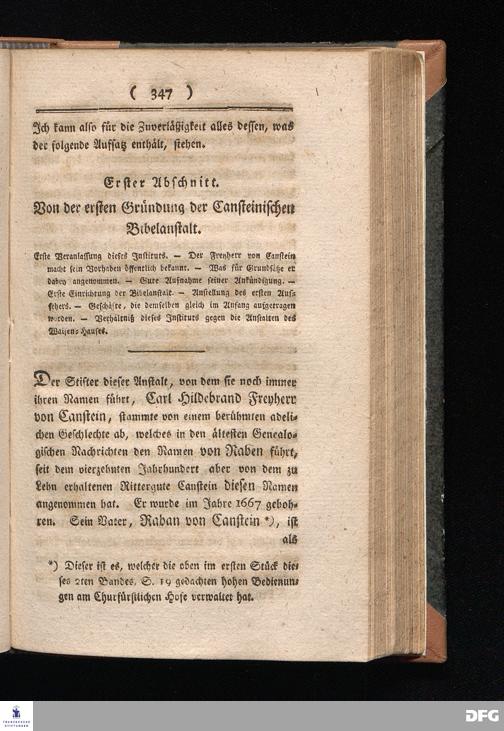 ( 347 )
Ich kann also für die Zuverläßigkeit alles dessen, was
der folgende Aufsatz enthält, stehen.
Erster Abschnitt.
Von der ersten Gründung der Cansteinischen
Bibelanstalt.
Erste Veranlassung dieses Instituts. — Der Freyherr von Canstein
macht sein Vorhaben öffentlich bekannt. — Was für Grundsätze er
dabey angenommen. — Gute Aufnahme seiner Ankündigung. —
Erste Einrichtung der Bibelanstalt. — Anstellung des ersten Auf-
sehers. — Geschäfte, die demselben gleich im Anfang aufgetragen
werden. — Verhältniß dieses Instituts gegen die Anstalten des
Waisen-Hauses.
Der Stifter dieser Anstalt, von dem sie noch immer
ihren Namen führt, Carl Hildebrand Freyherr
von Canstein, stammte von einem berühmten adeli-
chen Geschlechte ab, welches in den ältesten Genealo-
gischen Nachrichten den Namen von Raben führt,
seit dem vierzehnten Jahrhundert aber von dem zu
Lehn erhaltenen Rittergute Canstein diesen Namen
angenommen hat. Er wurde im Jahre 1667 geboh-
ren. Sein Vater, Raban von Canstein *), ist
als
*) Dieser ist es, welcher die oben im ersten Stück die-
ses 2ten Bandes, S. 19 gedachten hohen Bedienun-
gen am Churfürstlichen Hofe verwaltet hat.
FRANCKESCHE
STIFTUNGEN
DFG